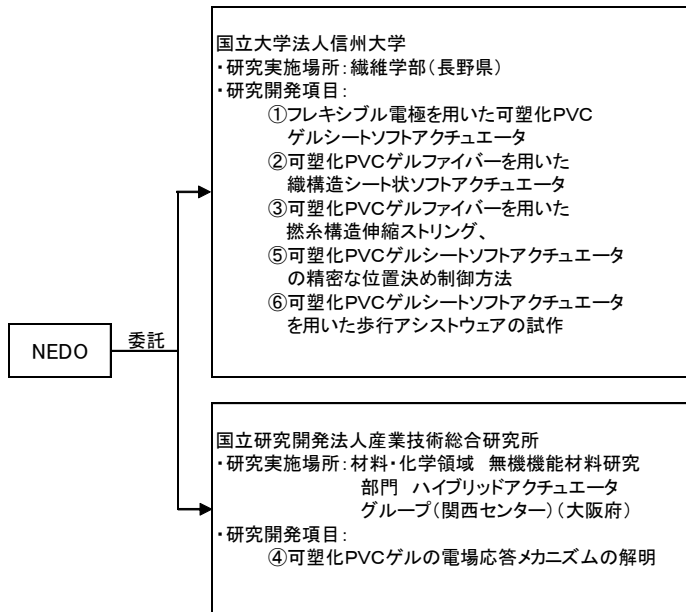 国立大学法人信州大学
・研究実施場所：繊維学部（長野県）
・研究開発項目：
①フレキシブル電極を用いた可塑化PVC
ゲルシートソフトアクチュエータ
②可塑化PVCゲルファイバーを用いた
織構造シート状ソフトアクチュエータ
③可塑化PVCゲルファイバーを用いた
撚糸構造伸縮ストリング、
⑤可塑化PVCゲルシートソフトアクチュエータ
の精密な位置決め制御方法
⑥可塑化PVCゲルシートソフトアクチュエータ
を用いた歩行アシストウェアの試作
NEDO
委託
国立研究開発法人産業技術総合研究所
・研究実施場所：材料・化学領域 無機機能材料研究
部門 ハイブリッドアクチュエータ
グループ（関西センター）（大阪府）
・研究開発項目：
④可塑化PVCゲルの電場応答メカニズムの解明